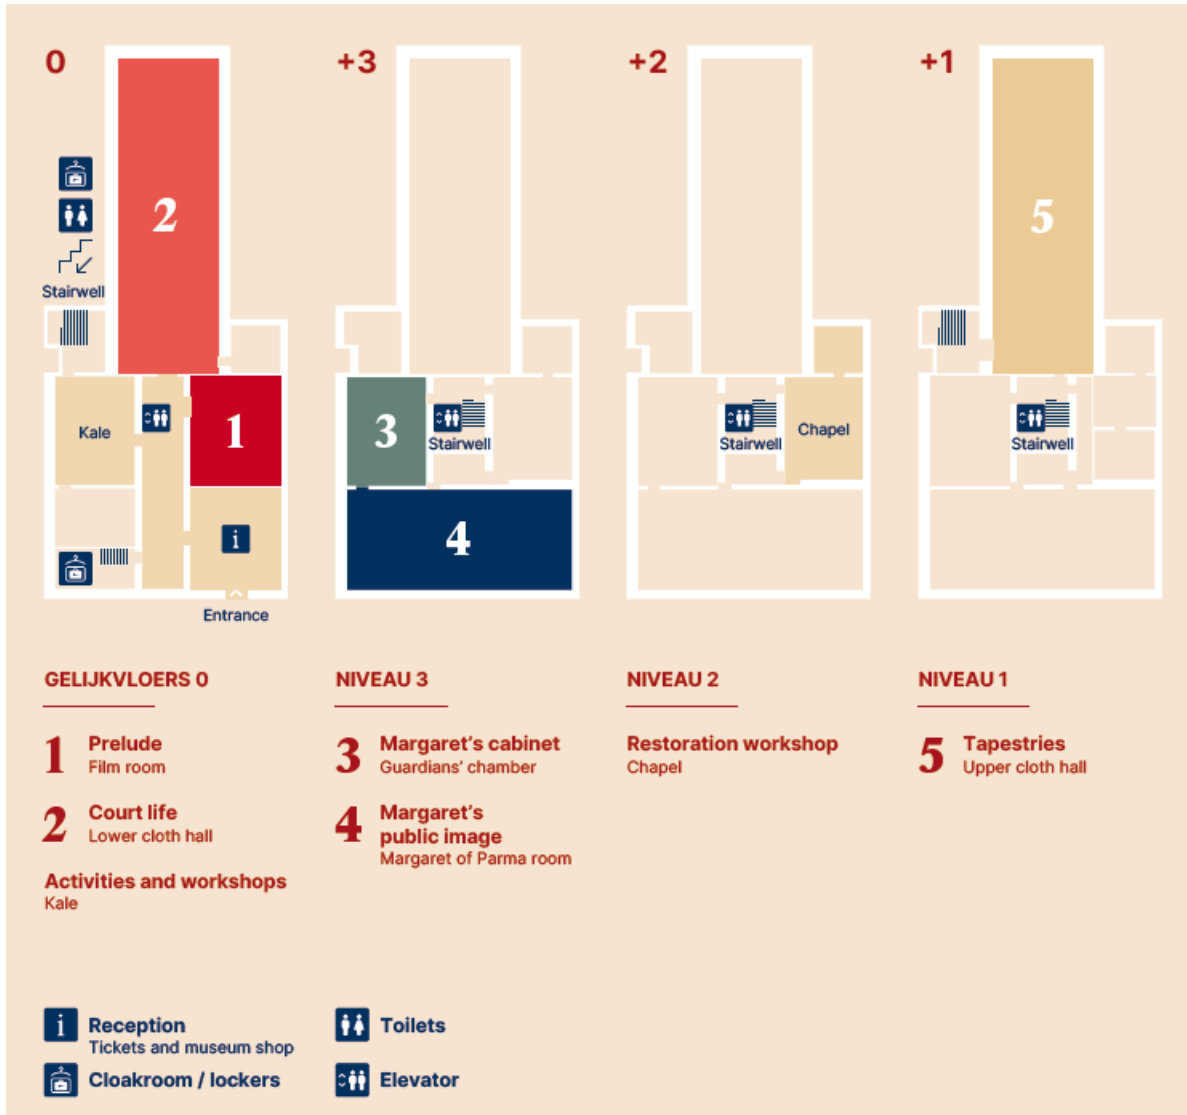 0
+3
+2
+1
2
5
Stairwell
Kale
1
3
Stairwell
Stairwell
Chapel
Stairwell
i
4
Entrance
GELIJKVLOERS 0
1 Prelude
Film room
2 Court life
Lower cloth hall
Activities and workshops
Kale
NIVEAU 3
3 Margaret's cabinet
Guardians' chamber
4 Margaret's
public image
Margaret of Parma room
NIVEAU 2
Restoration workshop
Chapel
NIVEAU 1
5 Tapestries
Upper cloth hall
i Reception
Tickets and museum shop
Cloakroom / lockers
Toilets
Elevator